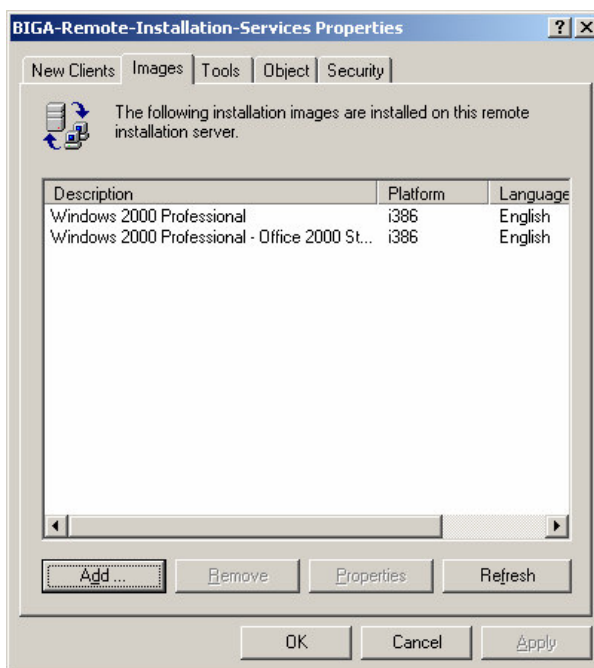 BIGA-Remote-Installation-Services Properties
New Clients Images Tools Object Security
The following installation images are installed on this remote
installation server.
Description Platform Language
Windows 2000 Professional i386 English
Windows 2000 Professional - Office 2000 St... i386 English
Add ... Remove Properties Refresh
OK Cancel Apply